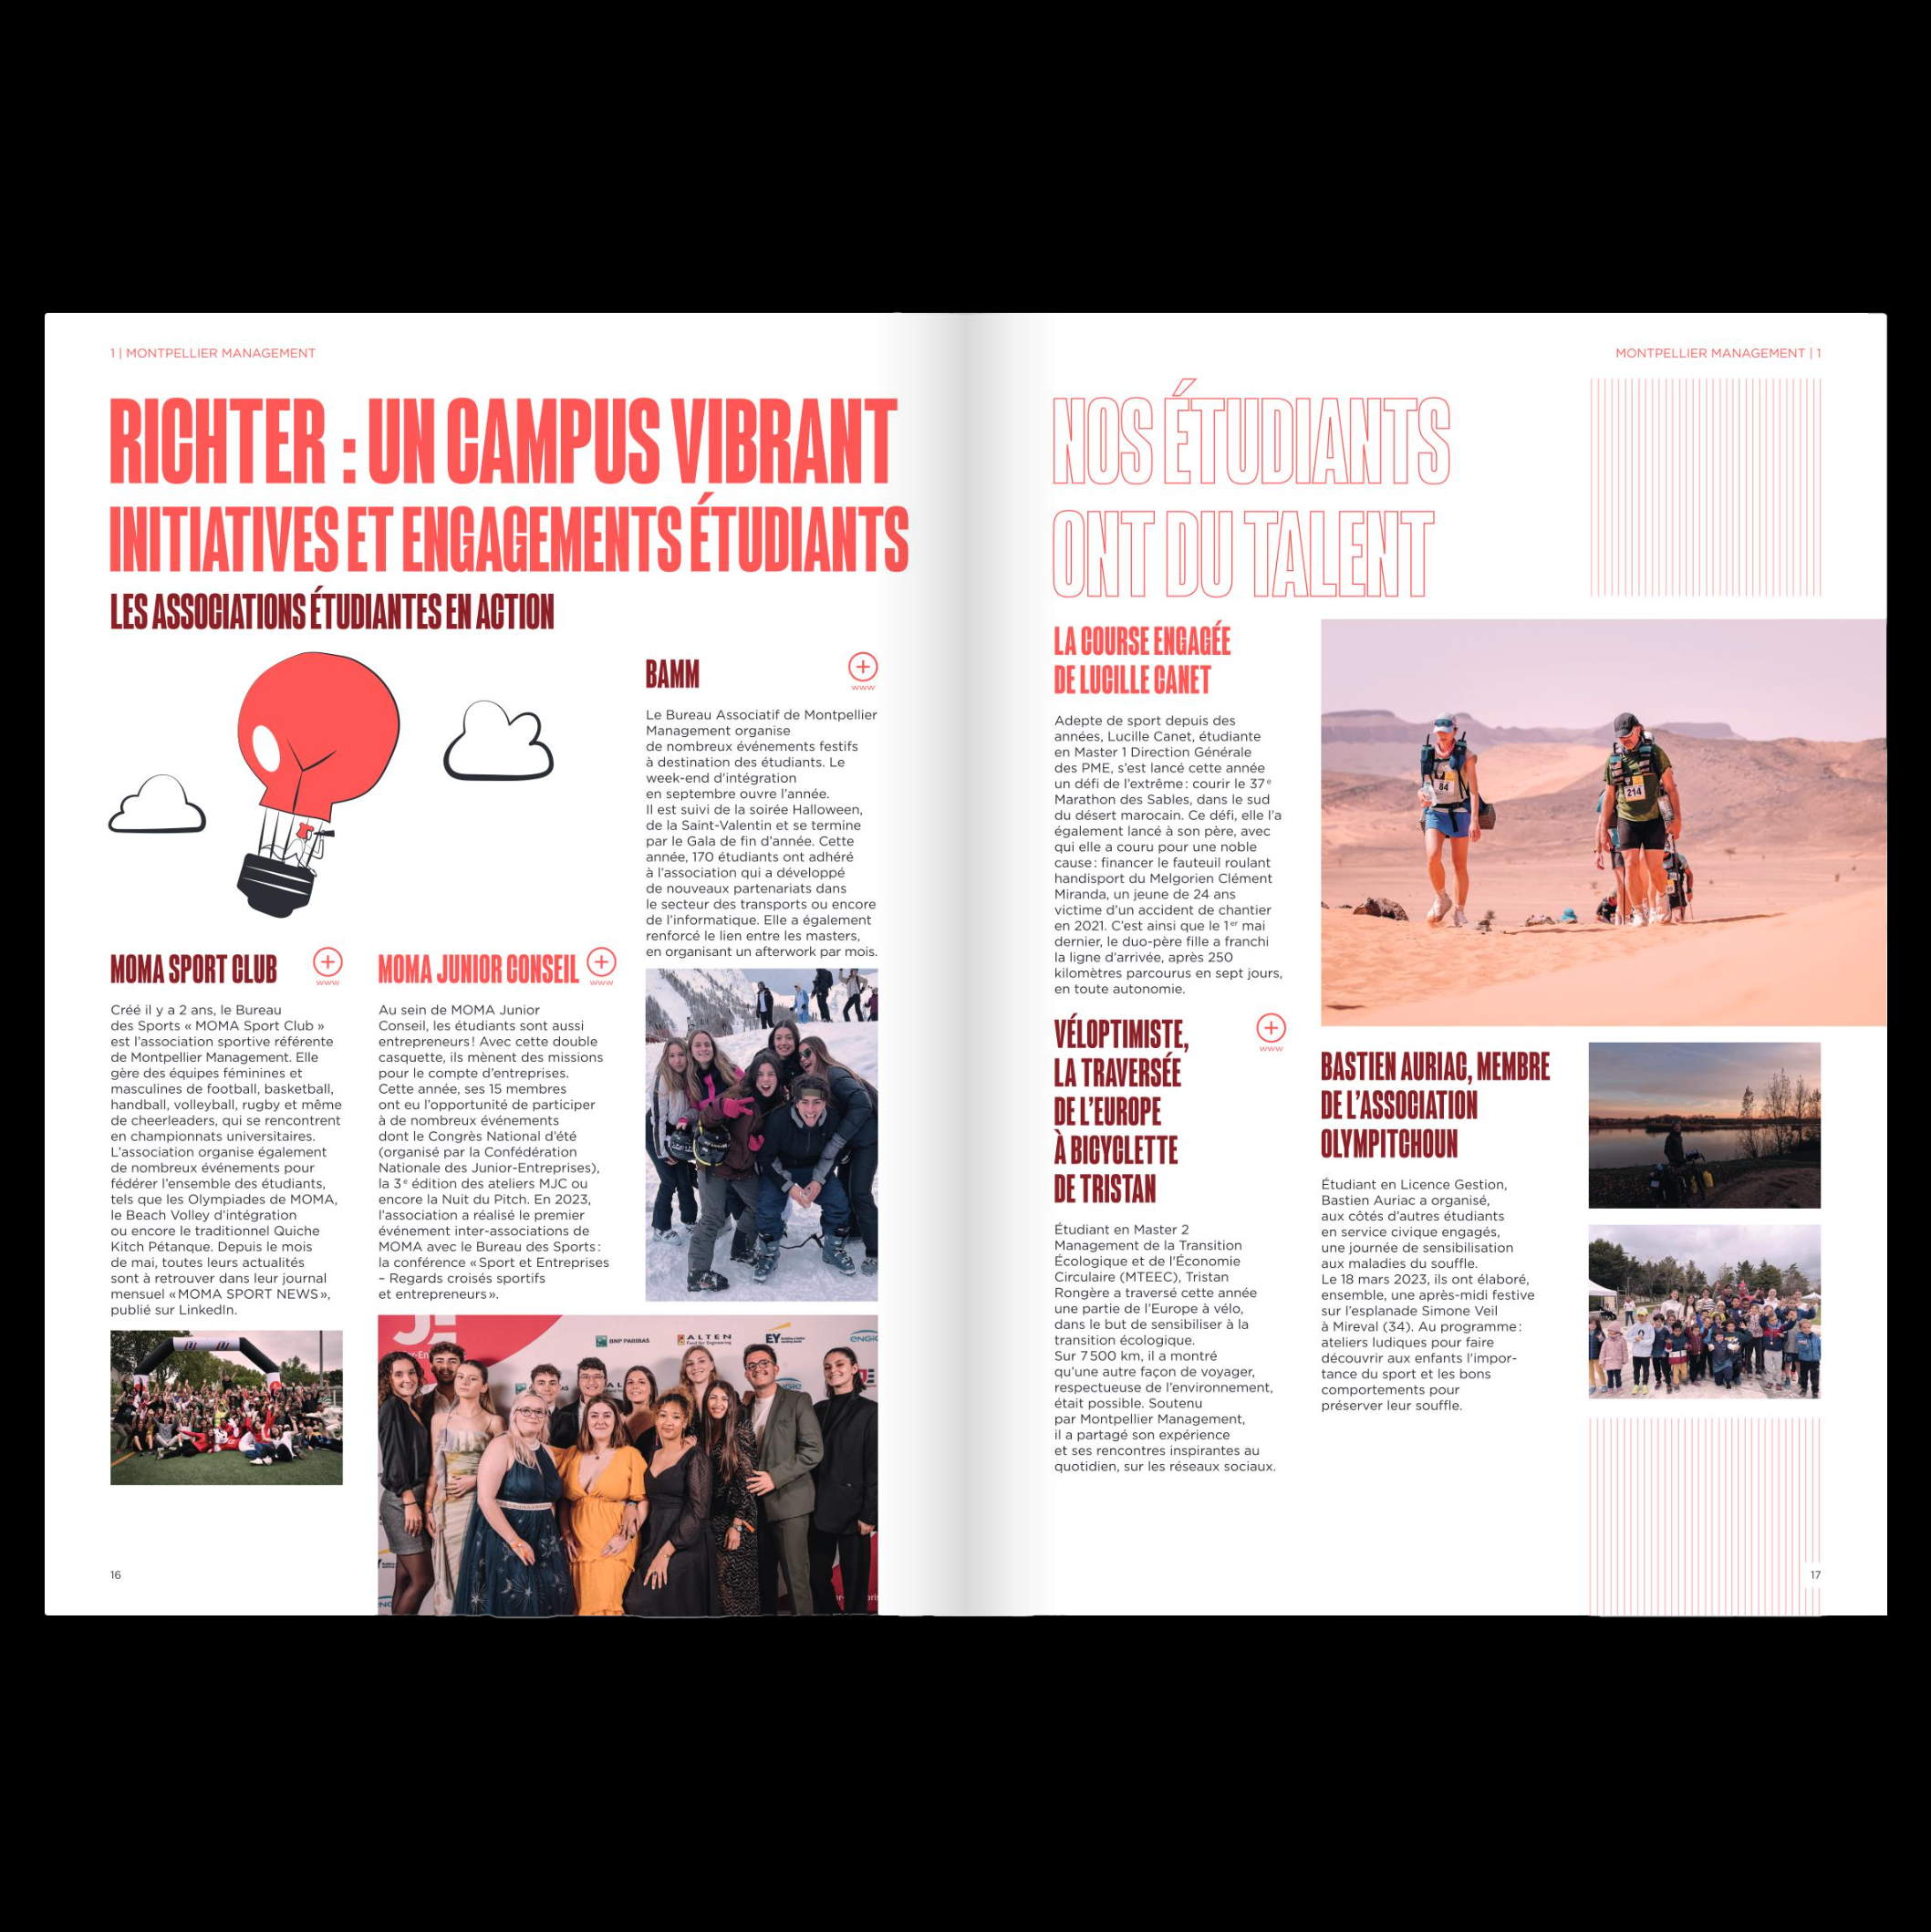 1 | MONTPELLIER MANAGEMENT
RICHTER : UN CAMPUS VIBRANT
INITIATIVES ET ENGAGEMENTS ÉTUDIANTS
LES ASSOCIATIONS ÉTUDIANTES EN ACTION
MOMA SPORT CLUB
www
Créé il y a 2 ans, le Bureau
des Sports « MOMA Sport Club »
est l'association sportive référente
de Montpellier Management. Elle
gère des équipes féminines et
masculines de football, basketball,
handball, volleyball, rugby et même
de cheerleaders, qui se rencontrent
en championnats universitaires.
L'association organise également
de nombreux événements pour
fédérer l'ensemble des étudiants,
tels que les Olympiades de MOMA,
le Beach Volley d'intégration
ou encore le traditionnel Quiche
Kitch Pétanque. Depuis le mois
de mai, toutes leurs actualités
sont à retrouver dans leur journal
mensuel « MOMA SPORT NEWS »,
publié sur LinkedIn.
MOMA JUNIOR CONSEIL
www
Au sein de MOMA Junior
Conseil, les étudiants sont aussi
entrepreneurs ! Avec cette double
casquette, ils mènent des missions
pour le compte d'entreprises.
Cette année, ses 15 membres
ont eu l'opportunité de participer
à de nombreux événements
dont le Congrès National d'été
(organisé par la Confédération
Nationale des Junior-Entreprises),
la 3e édition des ateliers MJC ou
encore la Nuit du Pitch. En 2023,
l'association a réalisé le premier
événement inter-associations de
MOMA avec le Bureau des Sports :
la conférence « Sport et Entreprises
– Regards croisés sportifs
et entrepreneurs ».
BNP PARIBAS
ALTEN
EY
BAMM
www
Le Bureau Associatif de Montpellier
Management organise
de nombreux événements festifs
à destination des étudiants. Le
week-end d'intégration
en septembre ouvre l'année.
Il est suivi de la soirée Halloween,
de la Saint-Valentin et se termine
par le Gala de fin d'année. Cette
année, 170 étudiants ont adhéré
à l'association qui a développé
de nouveaux partenariats dans
le secteur des transports ou encore
de l'informatique. Elle a également
renforcé le lien entre les masters,
en organisant un afterwork par mois.
16
MONTPELLIER MANAGEMENT | 1
NOS ÉTUDIANTS
ONT DU TALENT
LA COURSE ENGAGÉE
DE LUCILLE CANET
Adepte de sport depuis des
années, Lucille Canet, étudiante
en Master 1 Direction Générale
des PME, s'est lancé cette année
un défi de l'extrême : courir le 37e
Marathon des Sables, dans le sud
du désert marocain. Ce défi, elle l'a
également lancé à son père, avec
qui elle a couru pour une noble
cause : financer le fauteuil roulant
handisport du Melgorien Clément
Miranda, un jeune de 24 ans
victime d'un accident de chantier
en 2021. C'est ainsi que le 1er mai
dernier, le duo-père fille a franchi
la ligne d'arrivée, après 250
kilomètres parcourus en sept jours,
en toute autonomie.
84
214
VÉLOPTIMISTE,
LA TRAVERSÉE
DE L'EUROPE
À BICYCLETTE
DE TRISTAN
www
Étudiant en Master 2
Management de la Transition
Écologique et de l'Économie
Circulaire (MTEEC), Tristan
Rongère a traversé cette année
une partie de l'Europe à vélo,
dans le but de sensibiliser à la
transition écologique.
Sur 7 500 km, il a montré
qu'une autre façon de voyager,
respectueuse de l'environnement,
était possible. Soutenu
par Montpellier Management,
il a partagé son expérience
et ses rencontres inspirantes au
quotidien, sur les réseaux sociaux.
BASTIEN AURIAC, MEMBRE
DE L'ASSOCIATION
OLYMPITCHOUN
Étudiant en Licence Gestion,
Bastien Auriac a organisé,
aux côtés d'autres étudiants
en service civique engagés,
une journée de sensibilisation
aux maladies du souffle.
Le 18 mars 2023, ils ont élaboré,
ensemble, une après-midi festive
sur l'esplanade Simone Veil
à Mireval (34). Au programme :
ateliers ludiques pour faire
découvrir aux enfants l'impor-
tance du sport et les bons
comportements pour
préserver leur souffle.
17